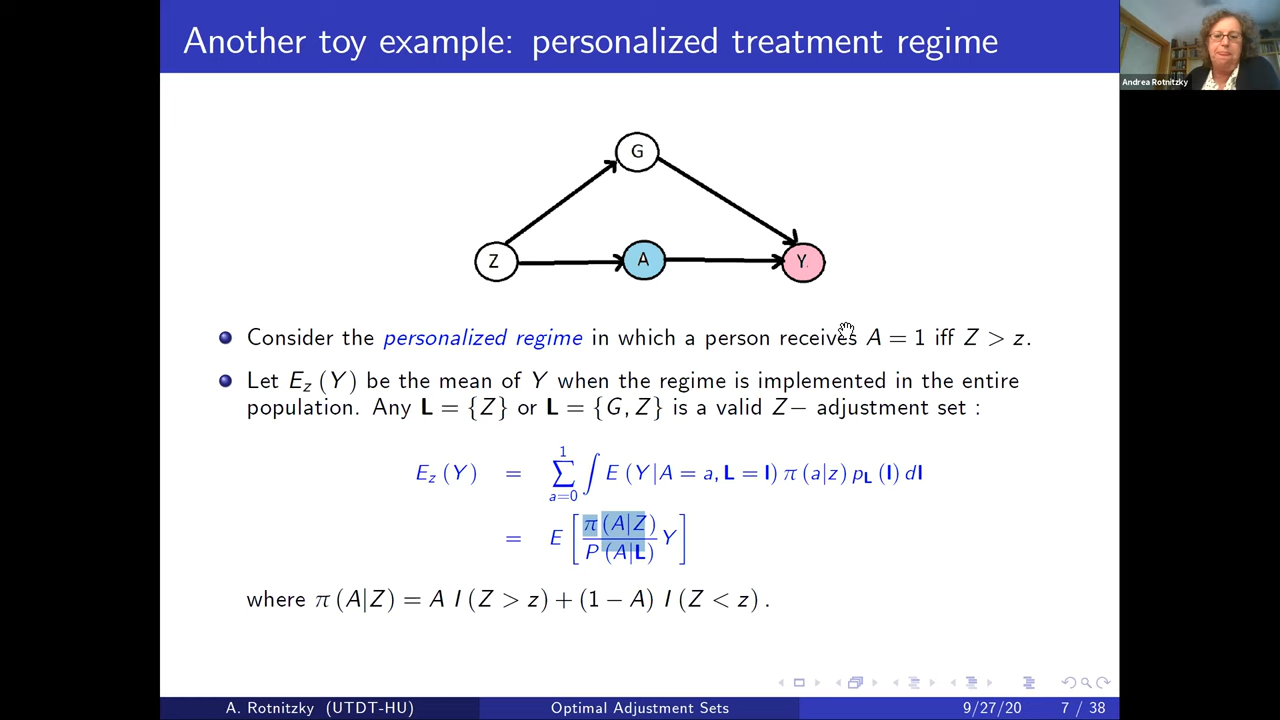 Another toy example: personalized treatment regime
Andrea Rotnitzky
G
Z
A
Y
Consider the personalized regime in which a person receives A = 1 iff Z > z.
Let E_z (Y) be the mean of Y when the regime is implemented in the entire
population. Any L = {Z} or L = {G, Z} is a valid Z− adjustment set :
E_z (Y) = ∑_{a=0}^{1} ∫ E (Y|A = a, L = l) π (a|z) p_L (l) dl
= E [ π (A|Z) / P (A|L) Y ]
where π (A|Z) = A I (Z > z) + (1 − A) I (Z < z) .
A. Rotnitzky (UTDT-HU) Optimal Adjustment Sets 9/27/20 7 / 38